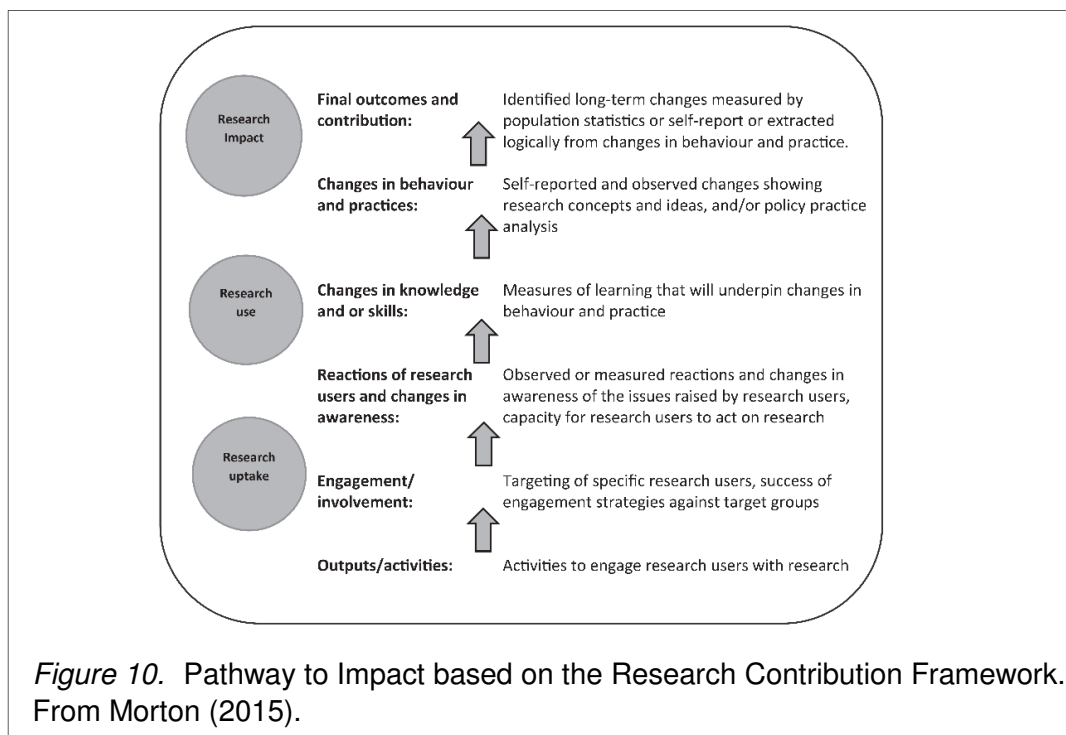 Research
Impact
Final outcomes and
contribution:
Identified long-term changes measured by
population statistics or self-report or extracted
logically from changes in behaviour and practice.
Changes in behaviour
and practices:
Self-reported and observed changes showing
research concepts and ideas, and/or policy practice
analysis
Research
use
Changes in knowledge
and or skills:
Measures of learning that will underpin changes in
behaviour and practice
Reactions of research
users and changes in
awareness:
Observed or measured reactions and changes in
awareness of the issues raised by research users,
capacity for research users to act on research
Research
uptake
Engagement/
involvement:
Targeting of specific research users, success of
engagement strategies against target groups
Outputs/activities:
Activities to engage research users with research
Figure 10. Pathway to Impact based on the Research Contribution Framework.
From Morton (2015).